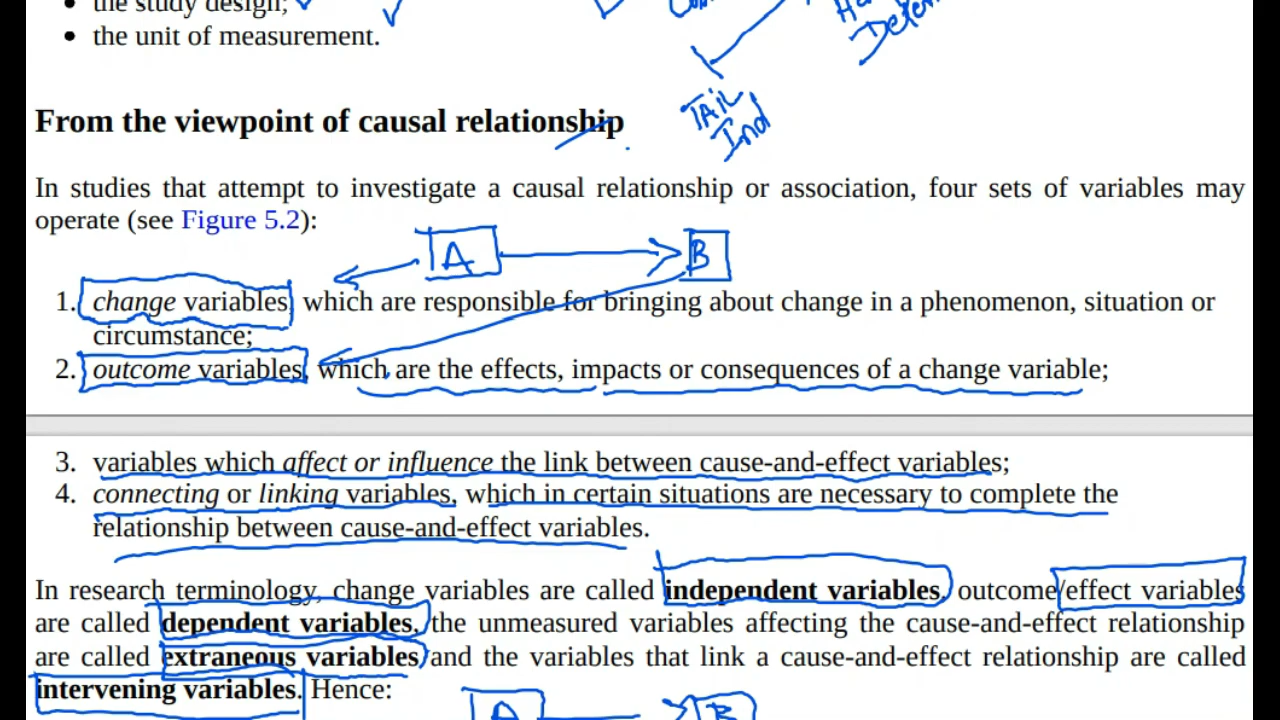 • the study design;
• the unit of measurement.
TAil
Ind
From the viewpoint of causal relationship
In studies that attempt to investigate a causal relationship or association, four sets of variables may
operate (see Figure 5.2):
A B
1. change variables, which are responsible for bringing about change in a phenomenon, situation or
circumstance;
2. outcome variables, which are the effects, impacts or consequences of a change variable;
3. variables which affect or influence the link between cause-and-effect variables;
4. connecting or linking variables, which in certain situations are necessary to complete the
relationship between cause-and-effect variables.
In research terminology, change variables are called independent variables, outcome/effect variables
are called dependent variables, the unmeasured variables affecting the cause-and-effect relationship
are called extraneous variables and the variables that link a cause-and-effect relationship are called
intervening variables. Hence:
A B